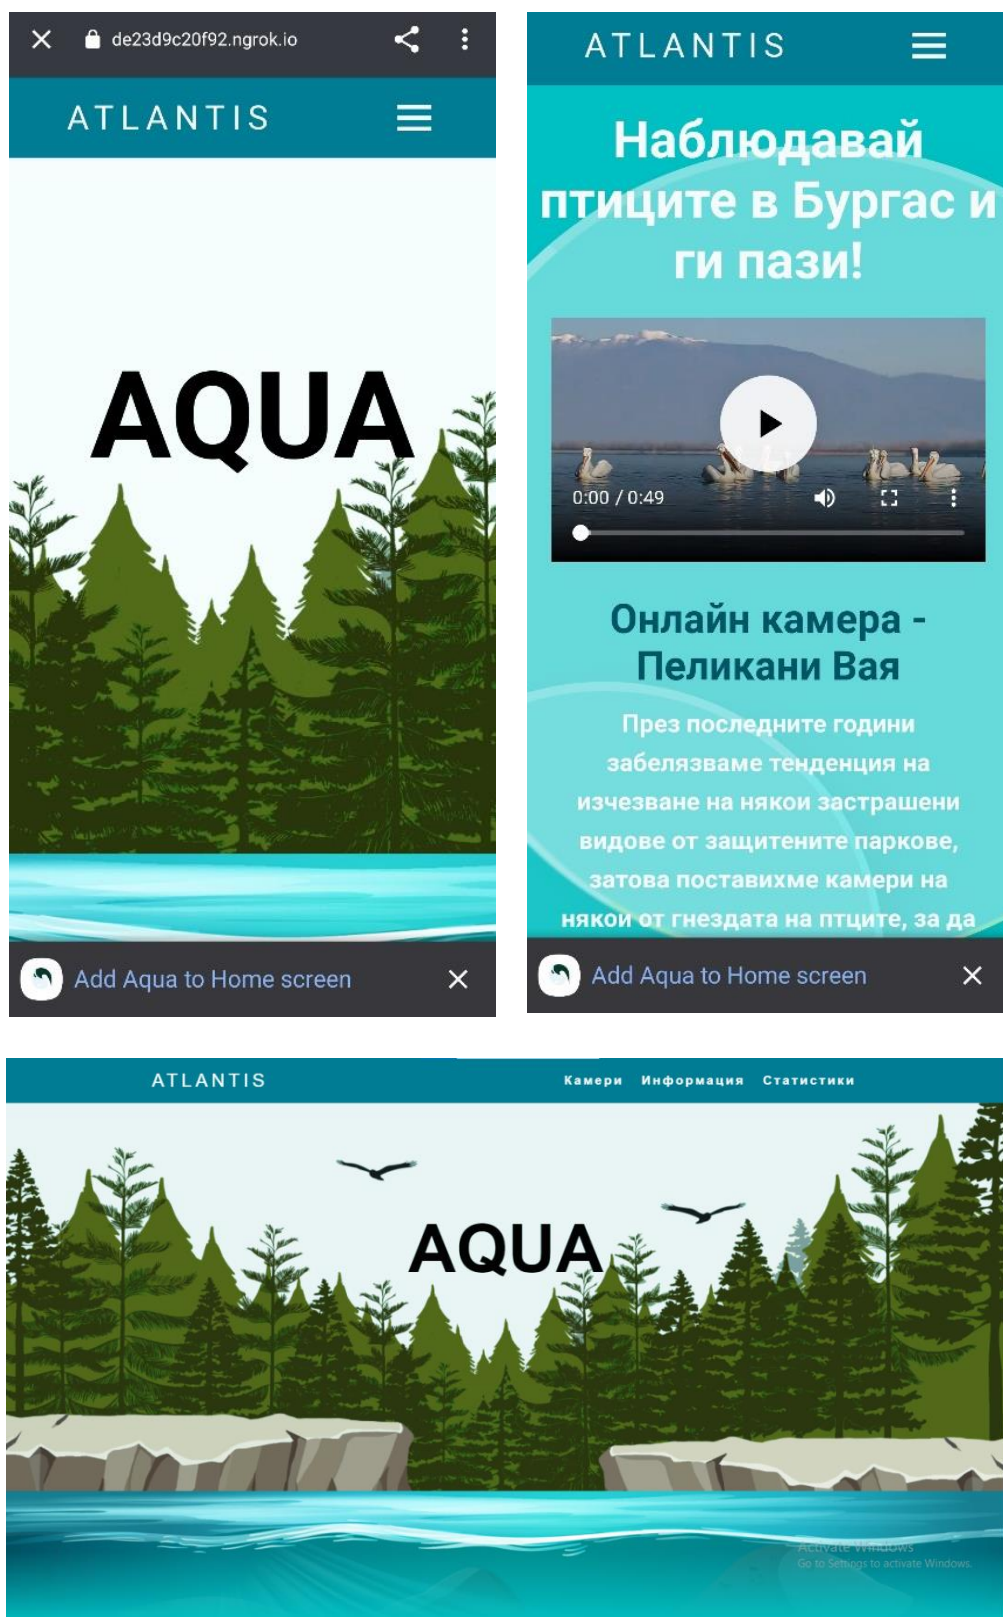 de23d9c20f92.ngrok.io
ATLANTIS
AQUA
Add Aqua to Home screen
ATLANTIS
Наблюдавай
птиците в Бургас и
ги пази!
0:00 / 0:49
Онлайн камера -
Пеликани Вая
През последните години
забелязваме тенденция на
изчезване на някои застрашени
видове от защитените паркове,
затова поставихме камери на
някои от гнездата на птците, за да
Add Aqua to Home screen
ATLANTIS
Камери Информация Статистики
AQUA
Activate Windows
Go to Settings to activate Windows.